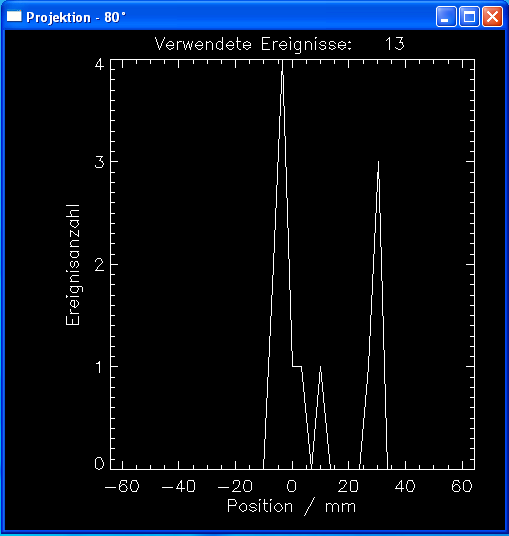 Projektion - 80°
Verwendete Ereignisse: 13
4
3
2
1
0
Ereignisanzahl
-60 -40 -20 0 20 40 60
Position / mm